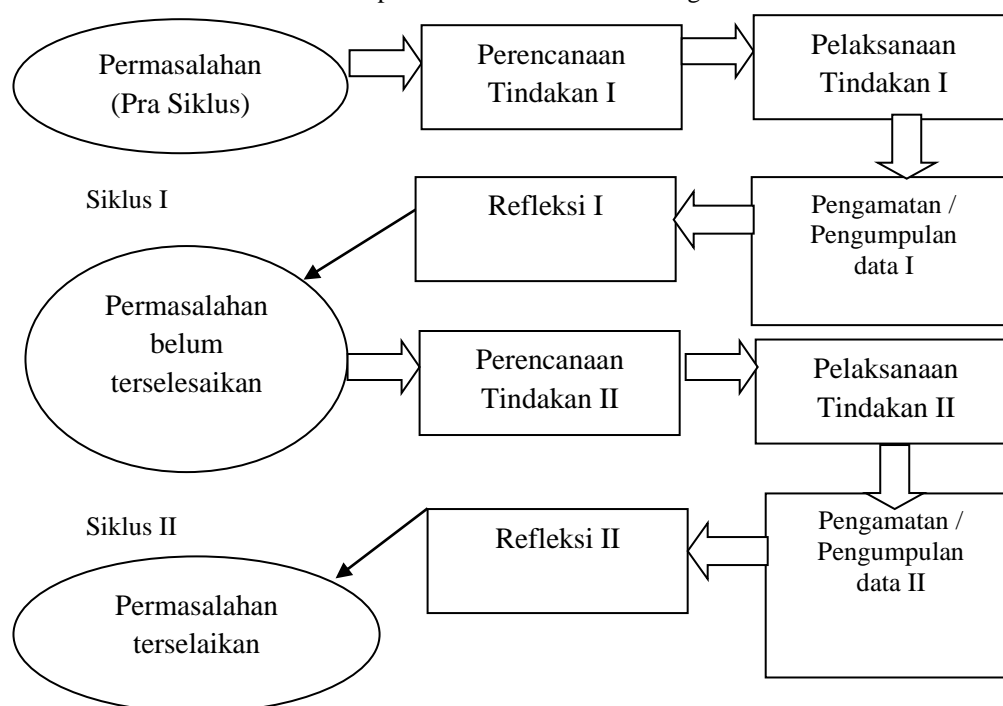 Permasalahan
(Pra Siklus)
Perencanaan
Tindakan I
Pelaksanaan
Tindakan I
Siklus I
Refleksi I
Pengamatan /
Pengumpulan
data I
Permasalahan
belum
terselesaikan
Perencanaan
Tindakan II
Pelaksanaan
Tindakan II
Siklus II
Refleksi II
Pengamatan /
Pengumpulan
data II
Permasalahan
terselaikan